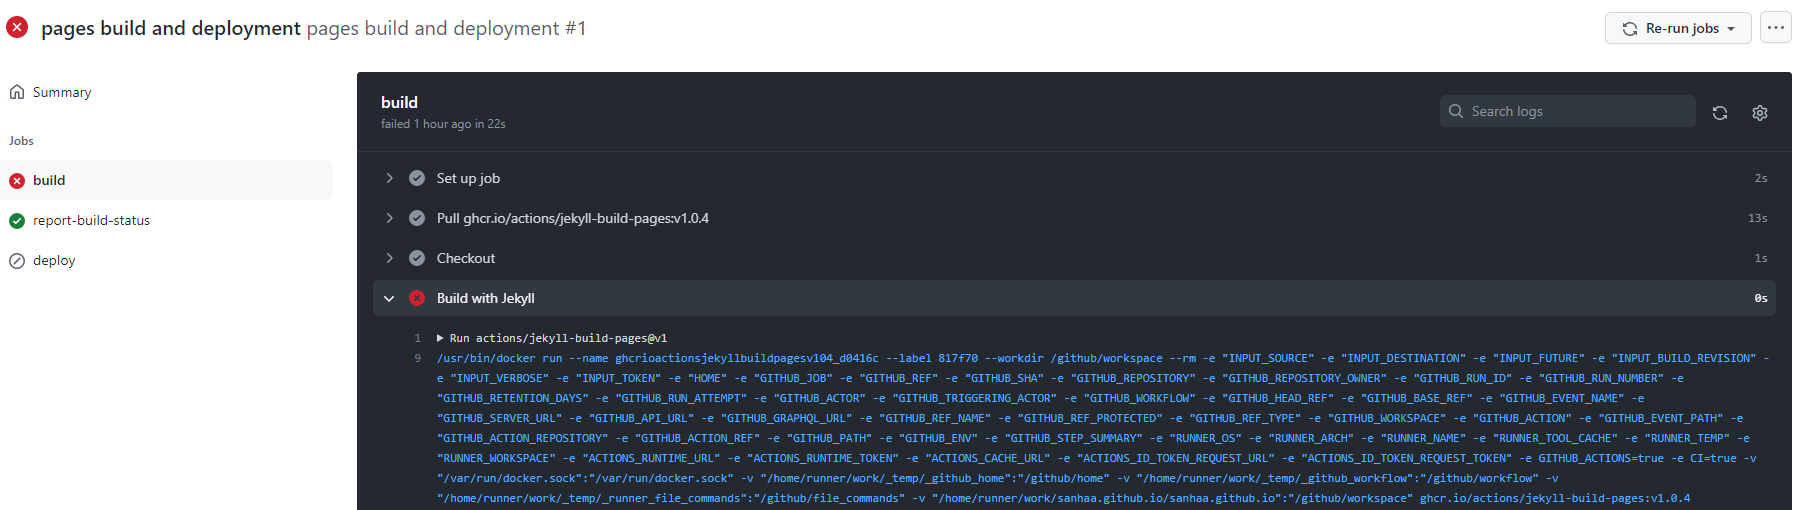 pages build and deployment pages build and deployment #1
Re-run jobs
Summary
Jobs
build
report-build-status
deploy
build
failed 1 hour ago in 22s
Search logs
Set up job 2s
Pull ghcr.io/actions/jekyll-build-pages:v1.0.4 13s
Checkout 1s
Build with Jekyll 0s
1 Run actions/jekyll-build-pages@v1
9 /usr/bin/docker run --name ghcrioactionsjekyllbuildpagesv104_d0416c --label 817f70 --workdir /github/workspace --rm -e "INPUT_SOURCE" -e "INPUT_DESTINATION" -e "INPUT_FUTURE" -e "INPUT_BUILD_REVISION" -
e "INPUT_VERBOSE" -e "INPUT_TOKEN" -e "HOME" -e "GITHUB_JOB" -e "GITHUB_REF" -e "GITHUB_SHA" -e "GITHUB_REPOSITORY" -e "GITHUB_REPOSITORY_OWNER" -e "GITHUB_RUN_ID" -e "GITHUB_RUN_NUMBER" -e
"GITHUB_RETENTION_DAYS" -e "GITHUB_RUN_ATTEMPT" -e "GITHUB_ACTOR" -e "GITHUB_TRIGGERING_ACTOR" -e "GITHUB_WORKFLOW" -e "GITHUB_HEAD_REF" -e "GITHUB_BASE_REF" -e "GITHUB_EVENT_NAME" -e
"GITHUB_SERVER_URL" -e "GITHUB_API_URL" -e "GITHUB_GRAPHQL_URL" -e "GITHUB_REF_NAME" -e "GITHUB_REF_PROTECTED" -e "GITHUB_REF_TYPE" -e "GITHUB_WORKSPACE" -e "GITHUB_ACTION" -e "GITHUB_EVENT_PATH" -e
"GITHUB_ACTION_REPOSITORY" -e "GITHUB_ACTION_REF" -e "GITHUB_PATH" -e "GITHUB_ENV" -e "GITHUB_STEP_SUMMARY" -e "RUNNER_OS" -e "RUNNER_ARCH" -e "RUNNER_NAME" -e "RUNNER_TOOL_CACHE" -e "RUNNER_TEMP" -e
"RUNNER_WORKSPACE" -e "ACTIONS_RUNTIME_URL" -e "ACTIONS_RUNTIME_TOKEN" -e "ACTIONS_CACHE_URL" -e "ACTIONS_ID_TOKEN_REQUEST_URL" -e "ACTIONS_ID_TOKEN_REQUEST_TOKEN" -e GITHUB_ACTIONS=true -e CI=true -v
"/var/run/docker.sock":"/var/run/docker.sock" -v "/home/runner/work/_temp/_github_home":"/github/home" -v "/home/runner/work/_temp/_github_workflow":"/github/workflow" -v
"/home/runner/work/_temp/_runner_file_commands":"/github/file_commands" -v "/home/runner/work/sanhaa.github.io/sanhaa.github.io":"/github/workspace" ghcr.io/actions/jekyll-build-pages:v1.0.4